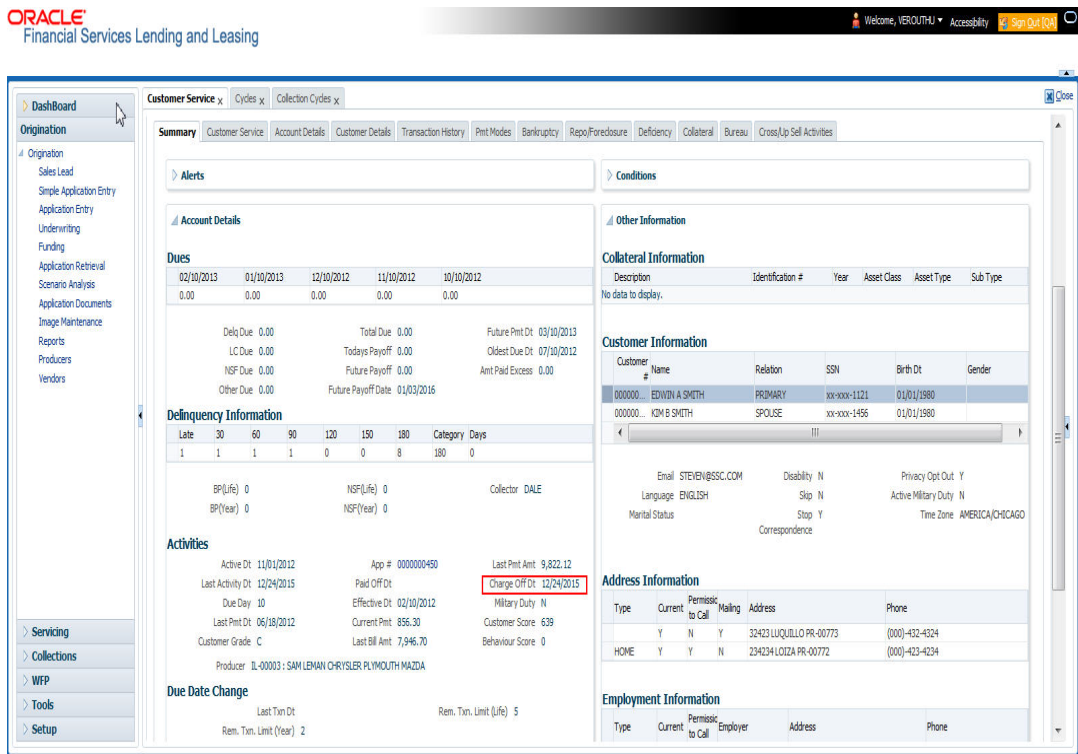 ORACLE'
Financial Services Lending and Leasing
Welcome, VEROUTHU Accessibility Sign Out [QA]
Close
DashBoard
Origination
Origination
Sales Lead
Simple Application Entry
Application Entry
Underwriting
Funding
Application Retrieval
Scenario Analysis
Application Documents
Image Maintenance
Reports
Producers
Vendors
Servicing
Collections
WFP
Tools
Setup
Customer Service x Cycles x Collection Cycles x
Summary Customer Service Account Details Customer Details Transaction History Pmt Modes Bankruptcy Repo/Foreclosure Deficiency Collateral Bureau Cross/Up Sell Activities
Alerts
Account Details
Dues
02/10/2013 01/10/2013 12/10/2012 11/10/2012 10/10/2012
0.00 0.00 0.00 0.00 0.00
Delq Due 0.00 Total Due 0.00 Future Pmt Dt 03/10/2013
LC Due 0.00 Todays Payoff 0.00 Oldest Due Dt 07/10/2012
NSF Due 0.00 Future Payoff 0.00 Amt Paid Excess 0.00
Other Due 0.00 Future Payoff Date 01/03/2016
Delinquency Information
Late 30 60 90 120 150 180 Category Days
1 1 1 1 0 0 8 180 0
BP(Life) 0 NSF(Life) 0 Collector DALE
BP(Year) 0 NSF(Year) 0
Activities
Active Dt 11/01/2012 App # 0000000450 Last Pmt Amt 9,822.12
Last Activity Dt 12/24/2015 Paid Off Dt Charge Off Dt 12/24/2015
Due Day 10 Effective Dt 02/10/2012 Military Duty N
Last Pmt Dt 06/18/2012 Current Pmt 856.30 Customer Score 639
Customer Grade C Last Bill Amt 7,946.70 Behaviour Score 0
Producer IL-00003 : SAM LEMAN CHRYSLER PLYMOUTH MAZDA
Due Date Change
Last Txn Dt Rem. Txn. Limit (Life) 5
Rem. Txn. Limit (Year) 2
Conditions
Other Information
Collateral Information
Description Identification # Year Asset Class Asset Type Sub Type
No data to display.
Customer Information
Customer # Name Relation SSN Birth Dt Gender
000000... EDWIN A SMITH PRIMARY xx-xxx-1121 01/01/1980
000000... KIM B SMITH SPOUSE xx-xxx-1456 01/01/1980
Email STEVEN@SSC.COM Disability N Privacy Opt Out Y
Language ENGLISH Skip N Active Military Duty N
Marital Status Stop Correspondence Y Time Zone AMERICA/CHICAGO
Address Information
Type Current Permissic to Call Mailing Address Phone
Y N Y 32423 LUQUILLO PR-00773 (000)-432-4324
HOME Y Y N 234234 LOIZA PR-00772 (000)-423-4234
Employment Information
Type Current Permissic to Call Employer Address Phone